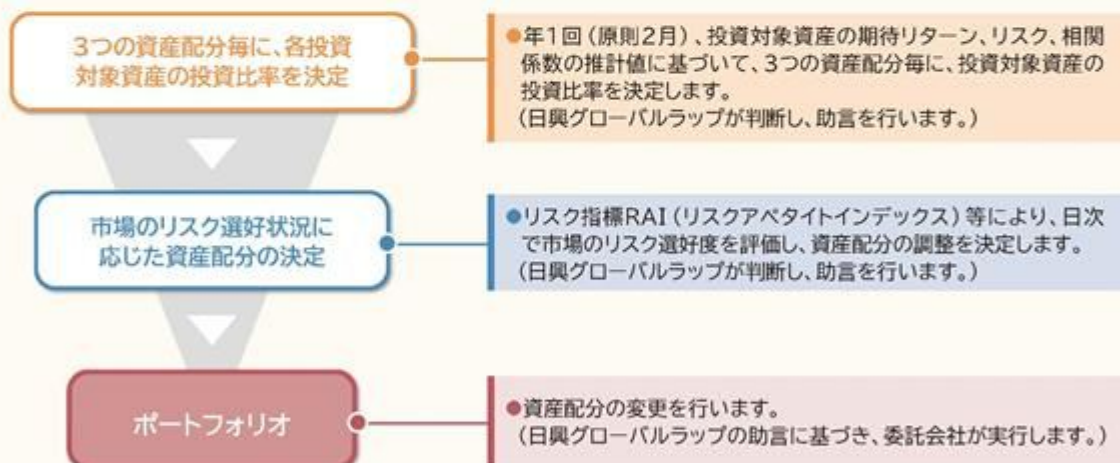 3つの資産配分毎に、各投資
対象資産の投資比率を決定
●年1回(原則2月)、投資対象資産の期待リターン、リスク、相関
係数の推計値に基づいて、3つの資産配分毎に、投資対象資産の
投資比率を決定します。
(日興グローバルラップが判断し、助言を行います。)
市場のリスク選好状況に
応じた資産配分の決定
●リスク指標RAI(リスクアペタイトインデックス)等により、日次
で市場のリスク選好度を評価し、資産配分の調整を決定します。
(日興グローバルラップが判断し、助言を行います。)
ポートフォリオ
●資産配分の変更を行います。
(日興グローバルラップの助言に基づき、委託会社が実行します。)